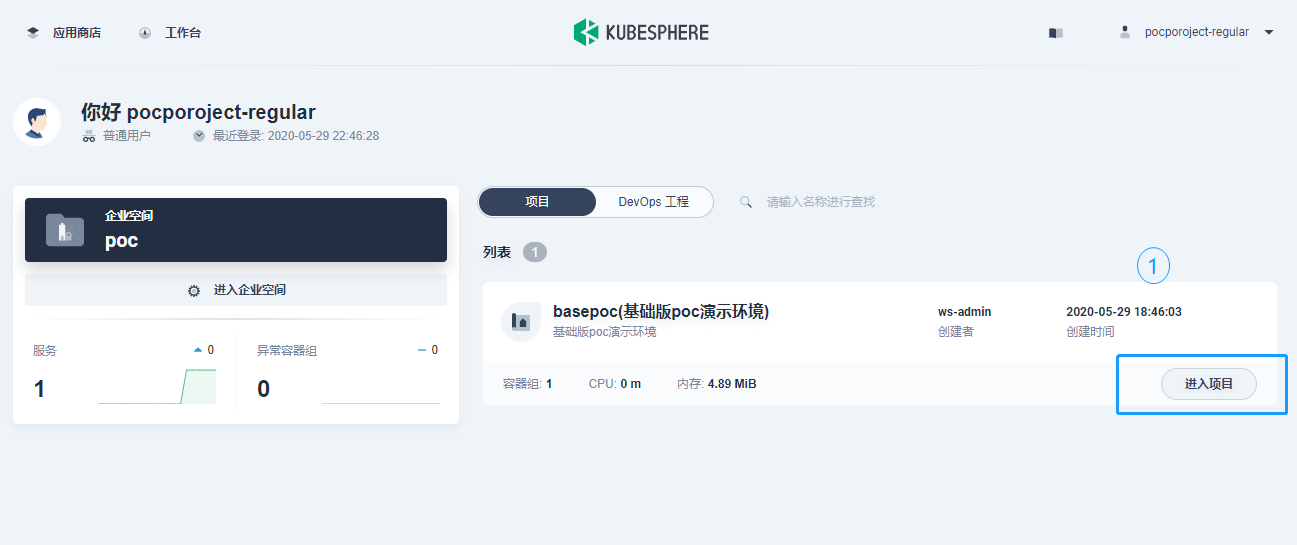 应用商店 工作台 KUBESPHERE pocporoject-regular
你好 pocporoject-regular
普通用户 最近登录: 2020-05-29 22:46:28
企业空间
poc
进入企业空间
服务 0 异常容器组 0
1 0
项目 DevOps 工程 请输入名称进行查找
列表 1
1
basepoc(基础版poc演示环境) ws-admin 2020-05-29 18:46:03
基础版poc演示环境 创建者 创建时间
容器组: 1 CPU: 0 m 内存: 4.89 MiB 进入项目